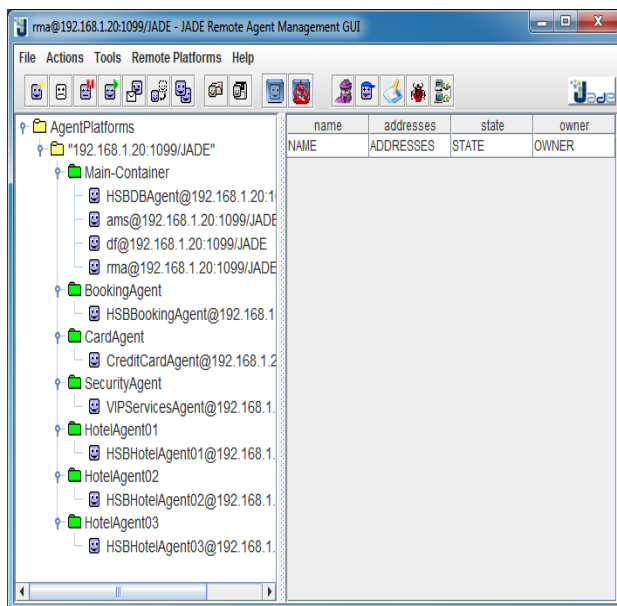 rma@192.168.1.20:1099/JADE - JADE Remote Agent Management GUI
File Actions Tools Remote Platforms Help
Jade
AgentPlatforms
"192.168.1.20:1099/JADE"
Main-Container
HSBDBAgent@192.168.1.20:1
ams@192.168.1.20:1099/JADE
df@192.168.1.20:1099/JADE
rma@192.168.1.20:1099/JADE
BookingAgent
HSBBookingAgent@192.168.1
CardAgent
CreditCardAgent@192.168.1.2
SecurityAgent
VIPServicesAgent@192.168.1.
HotelAgent01
HSBHotelAgent01@192.168.1.
HotelAgent02
HSBHotelAgent02@192.168.1.
HotelAgent03
HSBHotelAgent03@192.168.1.
name addresses state owner
NAME ADDRESSES STATE OWNER